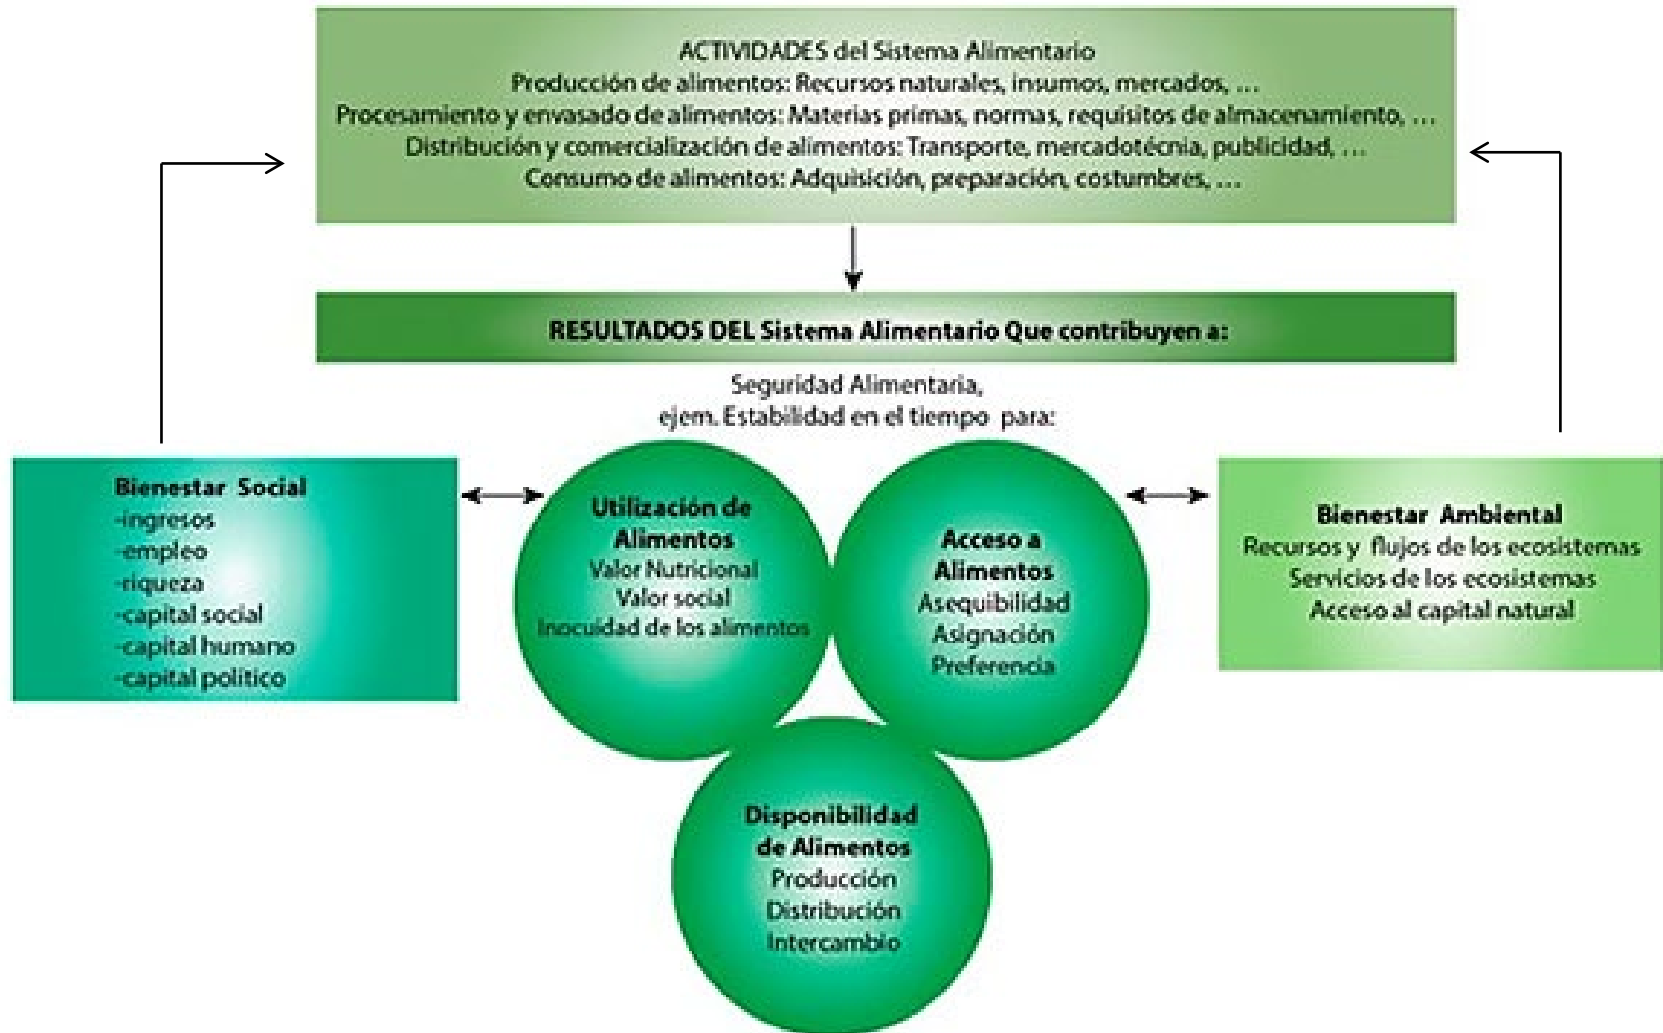 ACTIVIDADES del Sistema Alimentario
Producción de alimentos: Recursos naturales, insumos, mercados, …
Procesamiento y envasado de alimentos: Materias primas, normas, requisitos de almacenamiento, …
Distribución y comercialización de alimentos: Transporte, mercadotécnia, publicidad, …
Consumo de alimentos: Adquisición, preparación, costumbres, …
RESULTADOS DEL Sistema Alimentario Que contribuyen a:
Seguridad Alimentaria,
ejem. Estabilidad en el tiempo para:
Bienestar Social
-ingresos
-empleo
-riqueza
-capital social
-capital humano
-capital político
Utilización de
Alimentos
Valor Nutricional
Valor social
Inocuidad de los alimentos
Acceso a
Alimentos
Asequibilidad
Asignación
Preferencia
Bienestar Ambiental
Recursos y flujos de los ecosistemas
Servicios de los ecosistemas
Acceso al capital natural
Disponibilidad
de Alimentos
Producción
Distribución
Intercambio